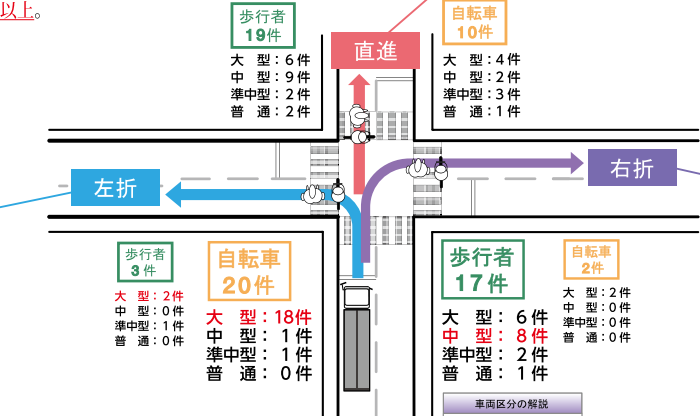 以上。
歩行者
19件
大 型：6件
中 型：9件
準中型：2件
普 通：2件
直進
自転車
10件
大 型：4件
中 型：2件
準中型：3件
普 通：1件
左折
右折
歩行者
3件
大 型：2件
中 型：0件
準中型：1件
普 通：0件
自転車
20件
大 型：18件
中 型：1件
準中型：1件
普 通：0件
歩行者
17件
大 型：6件
中 型：8件
準中型：2件
普 通：1件
自転車
2件
大 型：2件
中 型：0件
準中型：0件
普 通：0件
車両区分の解説